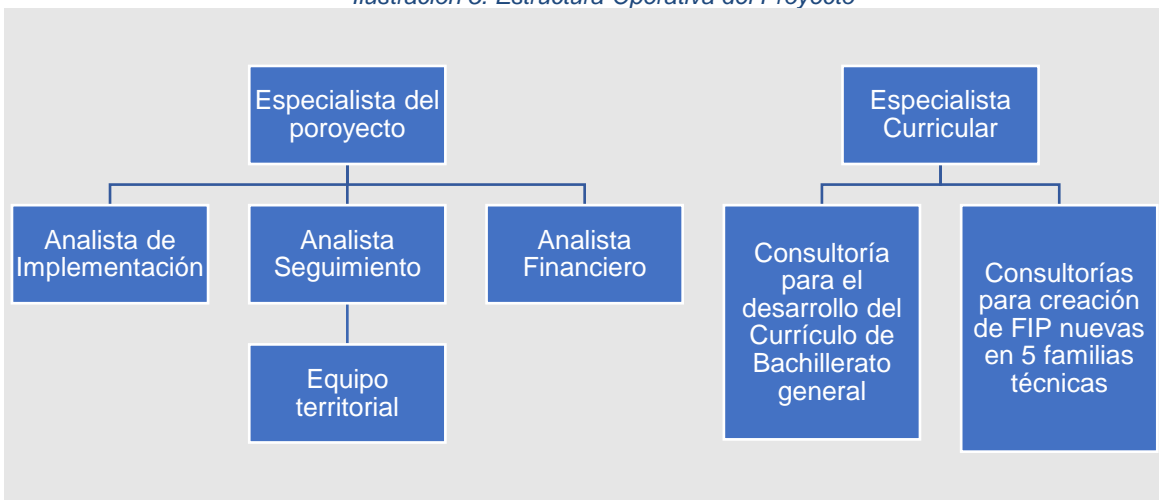 Ilustración 3. Estructura Operativa del Proyecto
Especialista del
poroyecto
Especialista
Curricular
Analista de
Implementación
Analista
Seguimiento
Analista
Financiero
Consultoría
para el
desarrollo del
Currículo de
Bachillerato
general
Consultorías
para creación
de FIP nuevas
en 5 familias
técnicas
Equipo
territorial